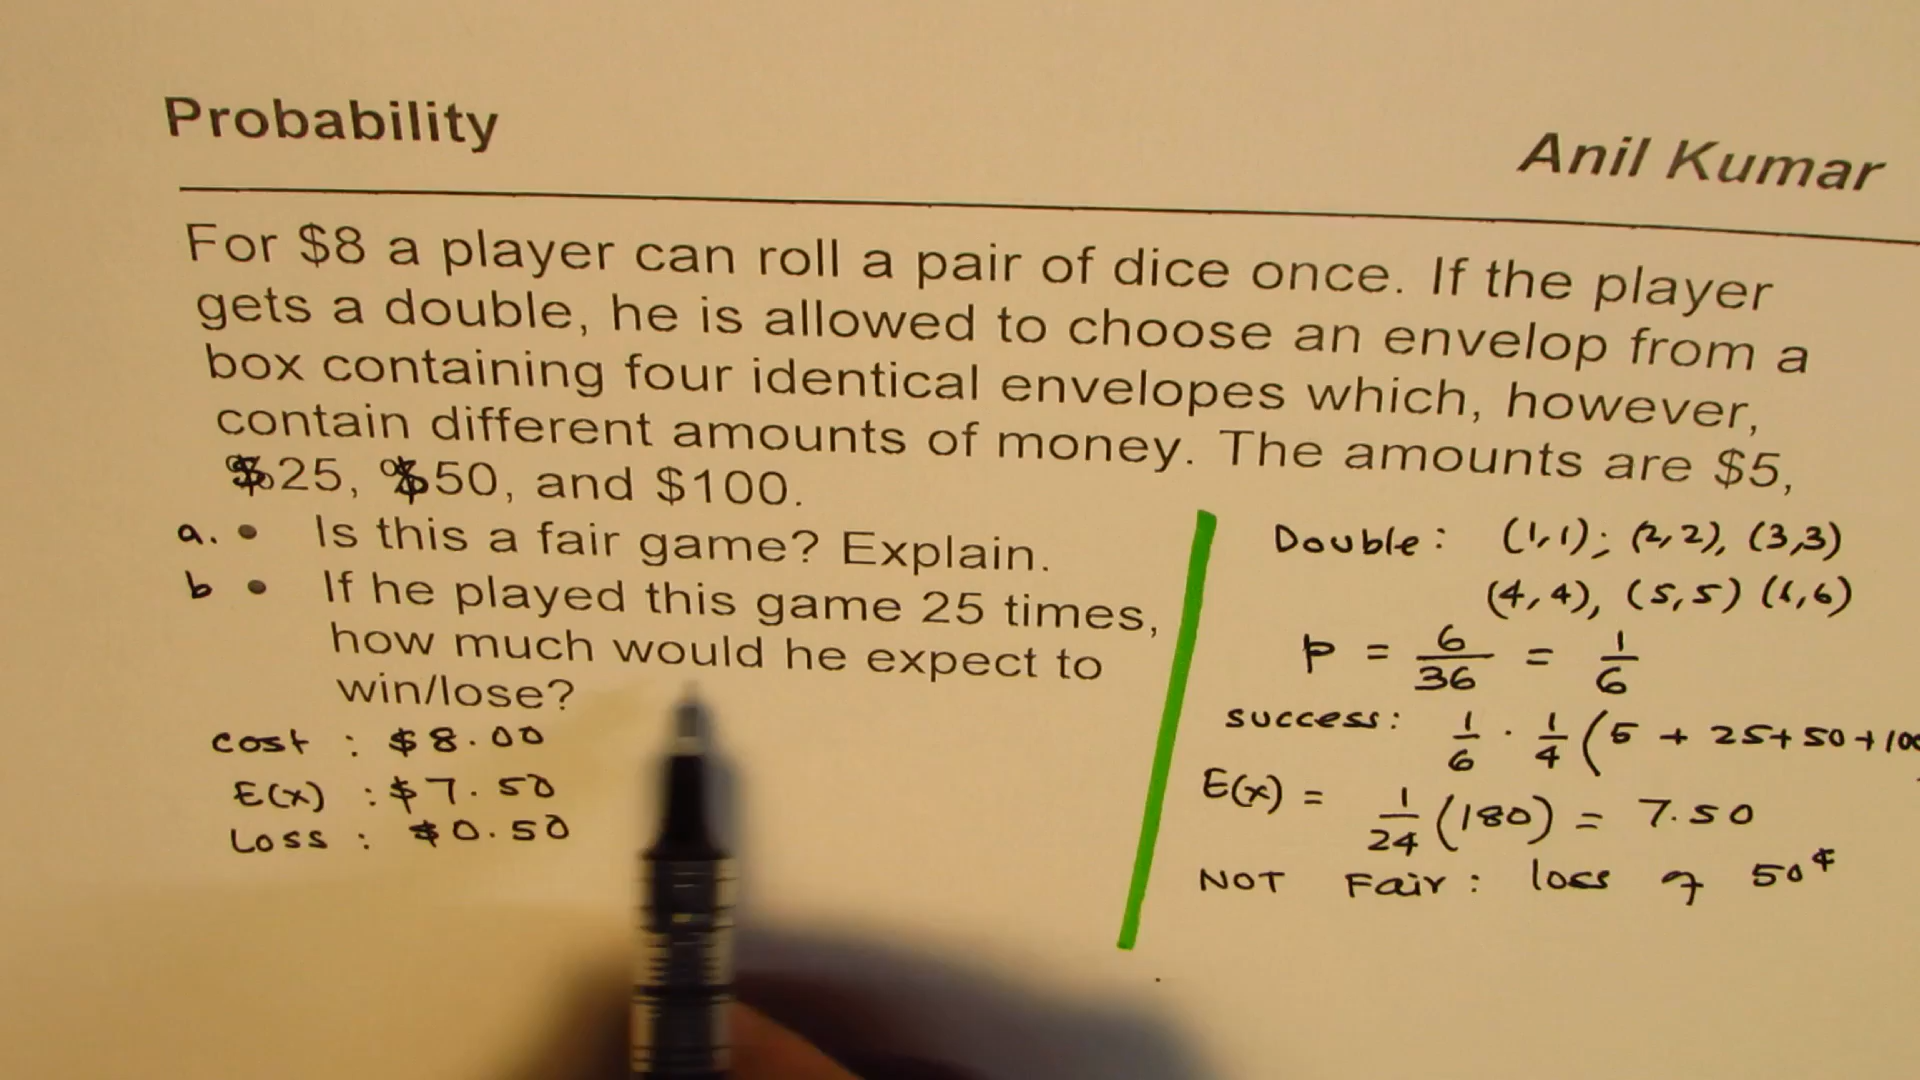 Probability
Anil Kumar
For $8 a player can roll a pair of dice once. If the player
gets a double, he is allowed to choose an envelop from a
box containing four identical envelopes which, however,
contain different amounts of money. The amounts are $5,
$25, $50, and $100.
a. • Is this a fair game? Explain.
b • If he played this game 25 times,
how much would he expect to
win/lose?
cost : $8.00
E(x) : $7.50
Loss : $0.50
Double : (1,1); (2,2), (3,3)
(4,4), (5,5) (6,6)
p = 6/36 = 1/6
success: 1/6 · 1/4 (5 + 25+50+100
E(x) = 1/24 (180) = 7.50
NOT Fair : loss of 50¢